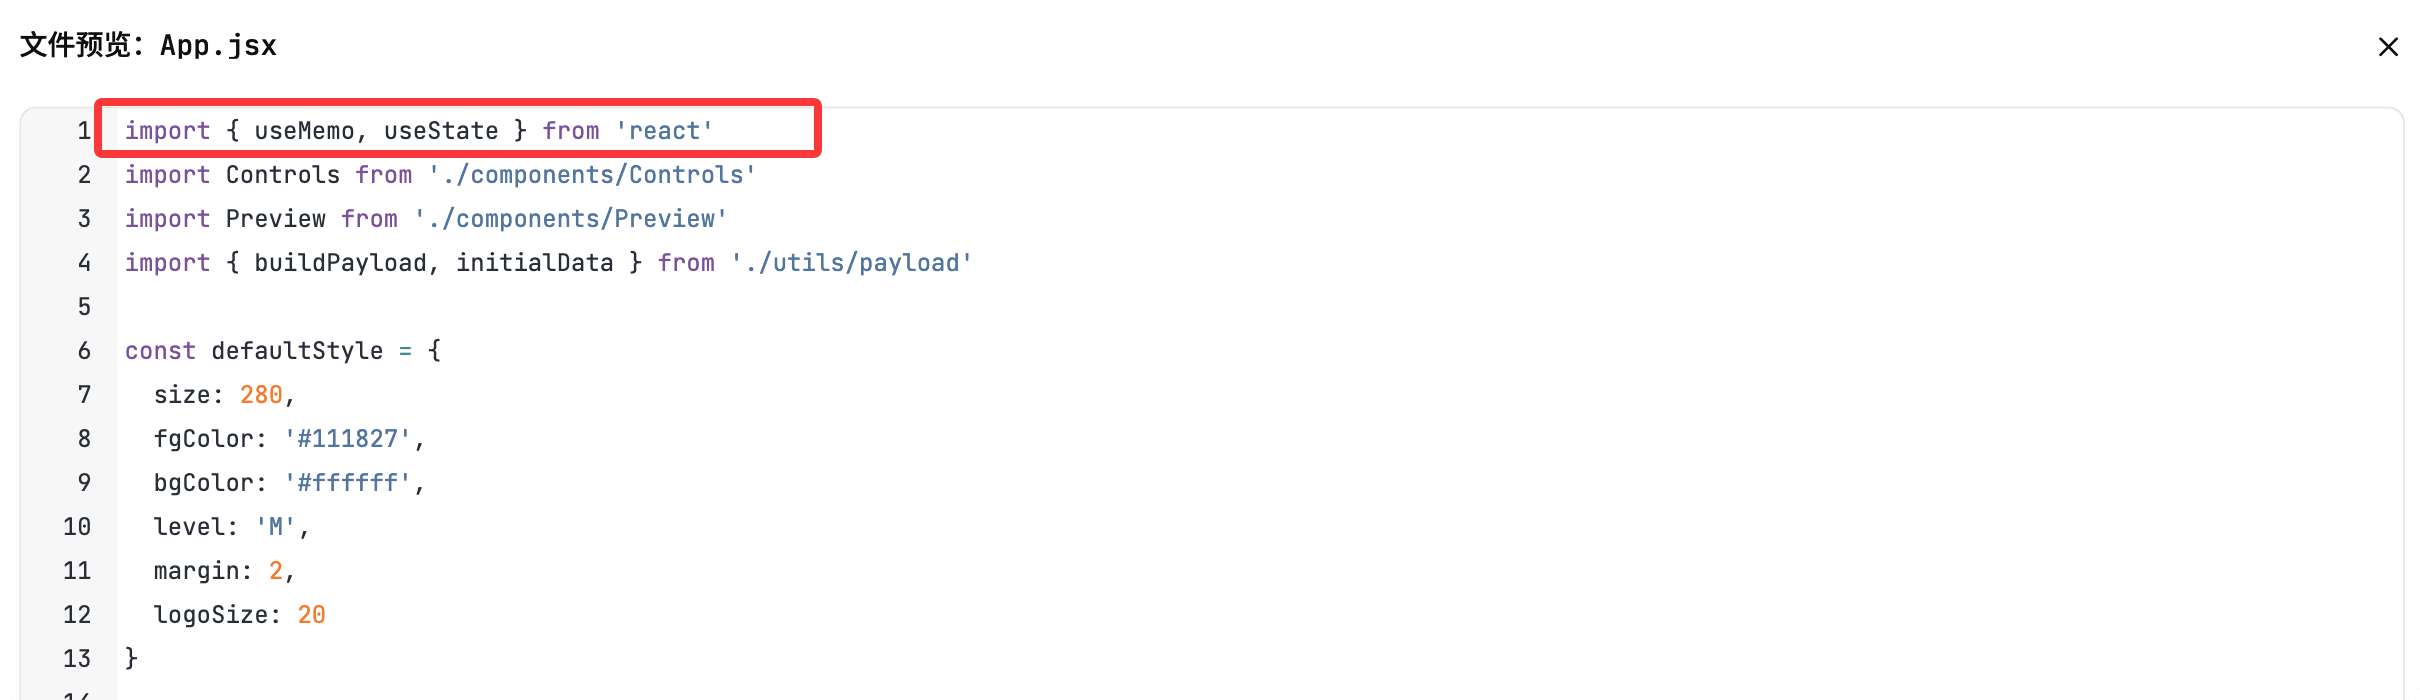 文件预览：App.jsx
1 import { useMemo, useState } from 'react'
2 import Controls from './components/Controls'
3 import Preview from './components/Preview'
4 import { buildPayload, initialData } from './utils/payload'
5
6 const defaultStyle = {
7   size: 280,
8   fgColor: '#111827',
9   bgColor: '#ffffff',
10   level: 'M',
11   margin: 2,
12   logoSize: 20
13 }